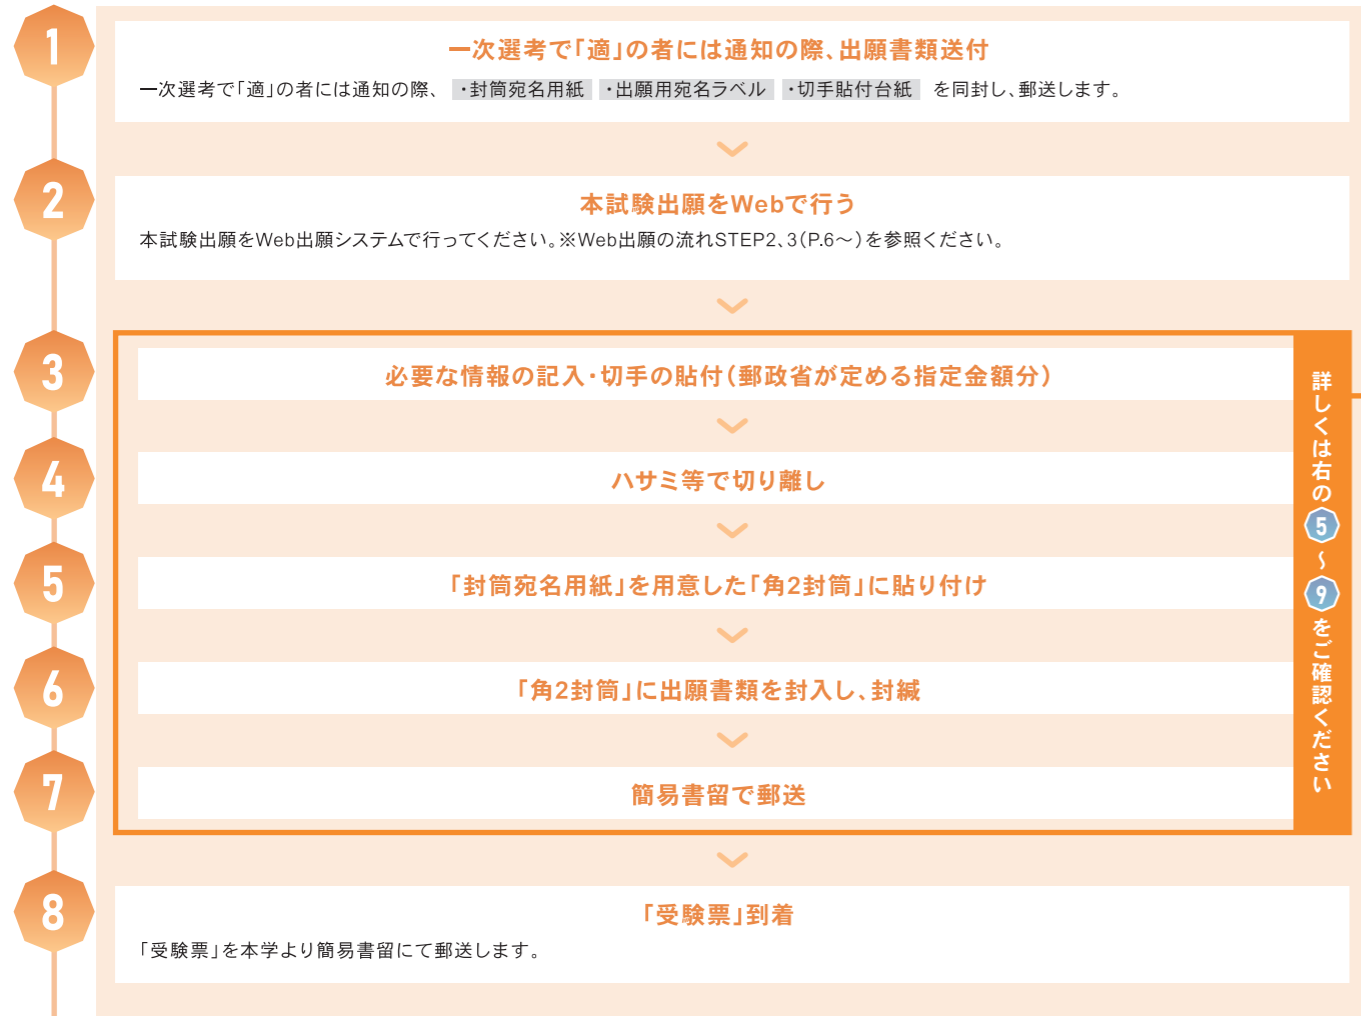 1
一次選考で「適」の者には通知の際、出願書類送付
一次選考で「適」の者には通知の際、 ・封筒宛名用紙 ・出願用宛名ラベル ・切手貼付台紙 を同封し、郵送します。
2
本試験出願をWebで行う
本試験出願をWeb出願システムで行ってください。※Web出願の流れSTEP2、3(P.6～)を参照ください。
3
必要な情報の記入・切手の貼付(郵政省が定める指定金額分)
4
ハサミ等で切り離し
5
「封筒宛名用紙」を用意した「角2封筒」に貼り付け
6
「角2封筒」に出願書類を封入し、封緘
7
簡易書留で郵送
詳しくは右の5～9をご確認ください
8
「受験票」到着
「受験票」を本学より簡易書留にて郵送します。